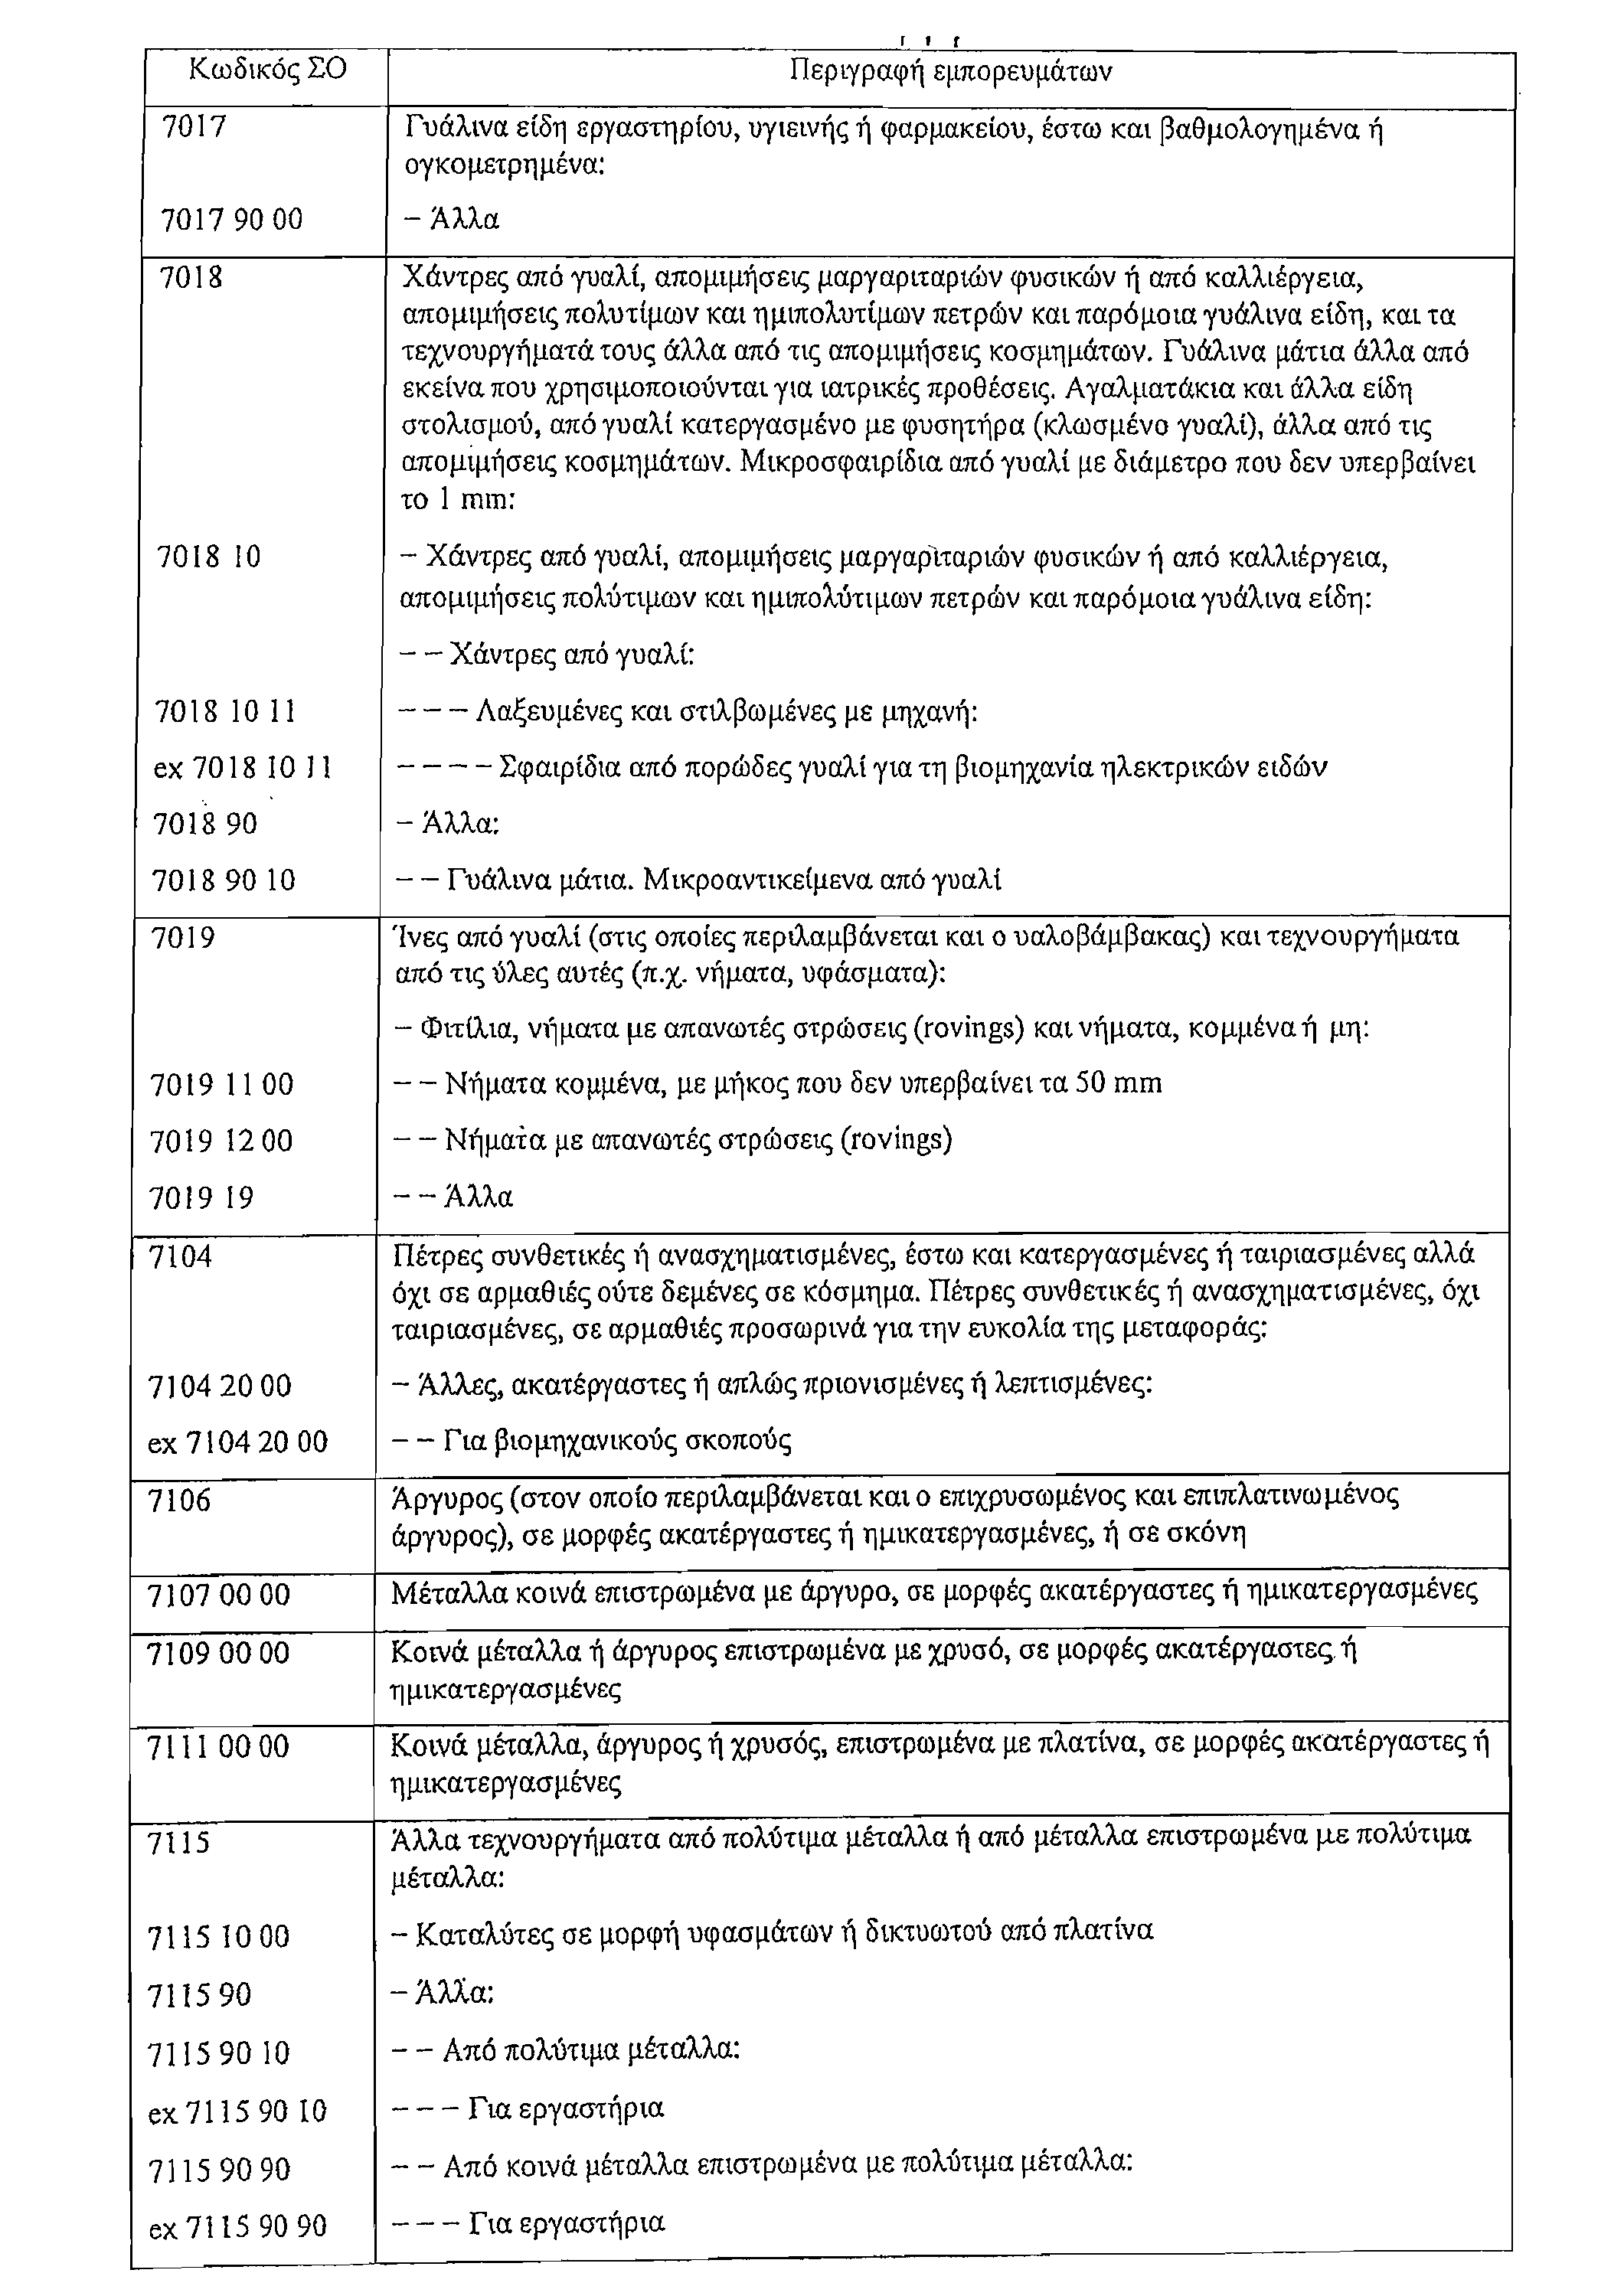 Κωδικός ΣΟ Περιγραφή εμπορευμάτων
7017 Γυάλινα είδη εργαστηρίου, υγιεινής ή φαρμακείου, έστω και βαθμολογημένα ή
ογκομετρημένα:
7017 90 00 – Άλλα
7018 Χάντρες από γυαλί, απομιμήσεις μαργαριταριών φυσικών ή από καλλιέργεια,
απομιμήσεις πολυτίμων και ημιπολυτίμων πετρών και παρόμοια γυάλινα είδη, και τα
τεχνουργήματά τους άλλα από τις απομιμήσεις κοσμημάτων. Γυάλινα μάτια άλλα από
εκείνα που χρησιμοποιούνται για ιατρικές προθέσεις. Αγαλματάκια και άλλα είδη
στολισμού, από γυαλί κατεργασμένο με φυσητήρα (κλωσμένο γυαλί), άλλα από τις
απομιμήσεις κοσμημάτων. Μικροσφαιρίδια από γυαλί με διάμετρο που δεν υπερβαίνει
το 1 mm:
7018 10 – Χάντρες από γυαλί, απομιμήσεις μαργαριταριών φυσικών ή από καλλιέργεια,
απομιμήσεις πολύτιμων και ημιπολύτιμων πετρών και παρόμοια γυάλινα είδη:
– – Χάντρες από γυαλί:
7018 10 11 – – – Λαξευμένες και στιλβωμένες με μηχανή:
ex 7018 10 11 – – – – Σφαιρίδια από πορώδες γυαλί για τη βιομηχανία ηλεκτρικών ειδών
7018 90 – Άλλα:
7018 90 10 – – Γυάλινα μάτια. Μικροαντικείμενα από γυαλί
7019 Ίνες από γυαλί (στις οποίες περιλαμβάνεται και ο υαλοβάμβακας) και τεχνουργήματα
από τις ύλες αυτές (π.χ. νήματα, υφάσματα):
– Φιτίλια, νήματα με απανωτές στρώσεις (rovings) και νήματα, κομμένα ή μη:
7019 11 00 – – Νήματα κομμένα, με μήκος που δεν υπερβαίνει τα 50 mm
7019 12 00 – – Νήματα με απανωτές στρώσεις (rovings)
7019 19 – – Άλλα
7104 Πέτρες συνθετικές ή ανασχηματισμένες, έστω και κατεργασμένες ή ταιριασμένες αλλά
όχι σε αρμαθιές ούτε δεμένες σε κόσμημα. Πέτρες συνθετικές ή ανασχηματισμένες, όχι
ταιριασμένες, σε αρμαθιές προσωρινά για την ευκολία της μεταφοράς:
7104 20 00 – Άλλες, ακατέργαστες ή απλώς πριονισμένες ή λεπτισμένες:
ex 7104 20 00 – – Για βιομηχανικούς σκοπούς
7106 Άργυρος (στον οποίο περιλαμβάνεται και ο επιχρυσωμένος και επιπλατινωμένος
άργυρος), σε μορφές ακατέργαστες ή ημικατεργασμένες, ή σε σκόνη
7107 00 00 Μέταλλα κοινά επιστρωμένα με άργυρο, σε μορφές ακατέργαστες ή ημικατεργασμένες
7109 00 00 Κοινά μέταλλα ή άργυρος επιστρωμένα με χρυσό, σε μορφές ακατέργαστες ή
ημικατεργασμένες
7111 00 00 Κοινά μέταλλα, άργυρος ή χρυσός, επιστρωμένα με πλατίνα, σε μορφές ακατέργαστες ή
ημικατεργασμένες
7115 Άλλα τεχνουργήματα από πολύτιμα μέταλλα ή από μέταλλα επιστρωμένα με πολύτιμα
μέταλλα:
7115 10 00 – Καταλύτες σε μορφή υφασμάτων ή δικτυωτού από πλατίνα
7115 90 – Άλλα:
7115 90 10 – – Από πολύτιμα μέταλλα:
ex 7115 90 10 – – – Για εργαστήρια
7115 90 90 – – Από κοινά μέταλλα επιστρωμένα με πολύτιμα μέταλλα:
ex 7115 90 90 – – – Για εργαστήρια